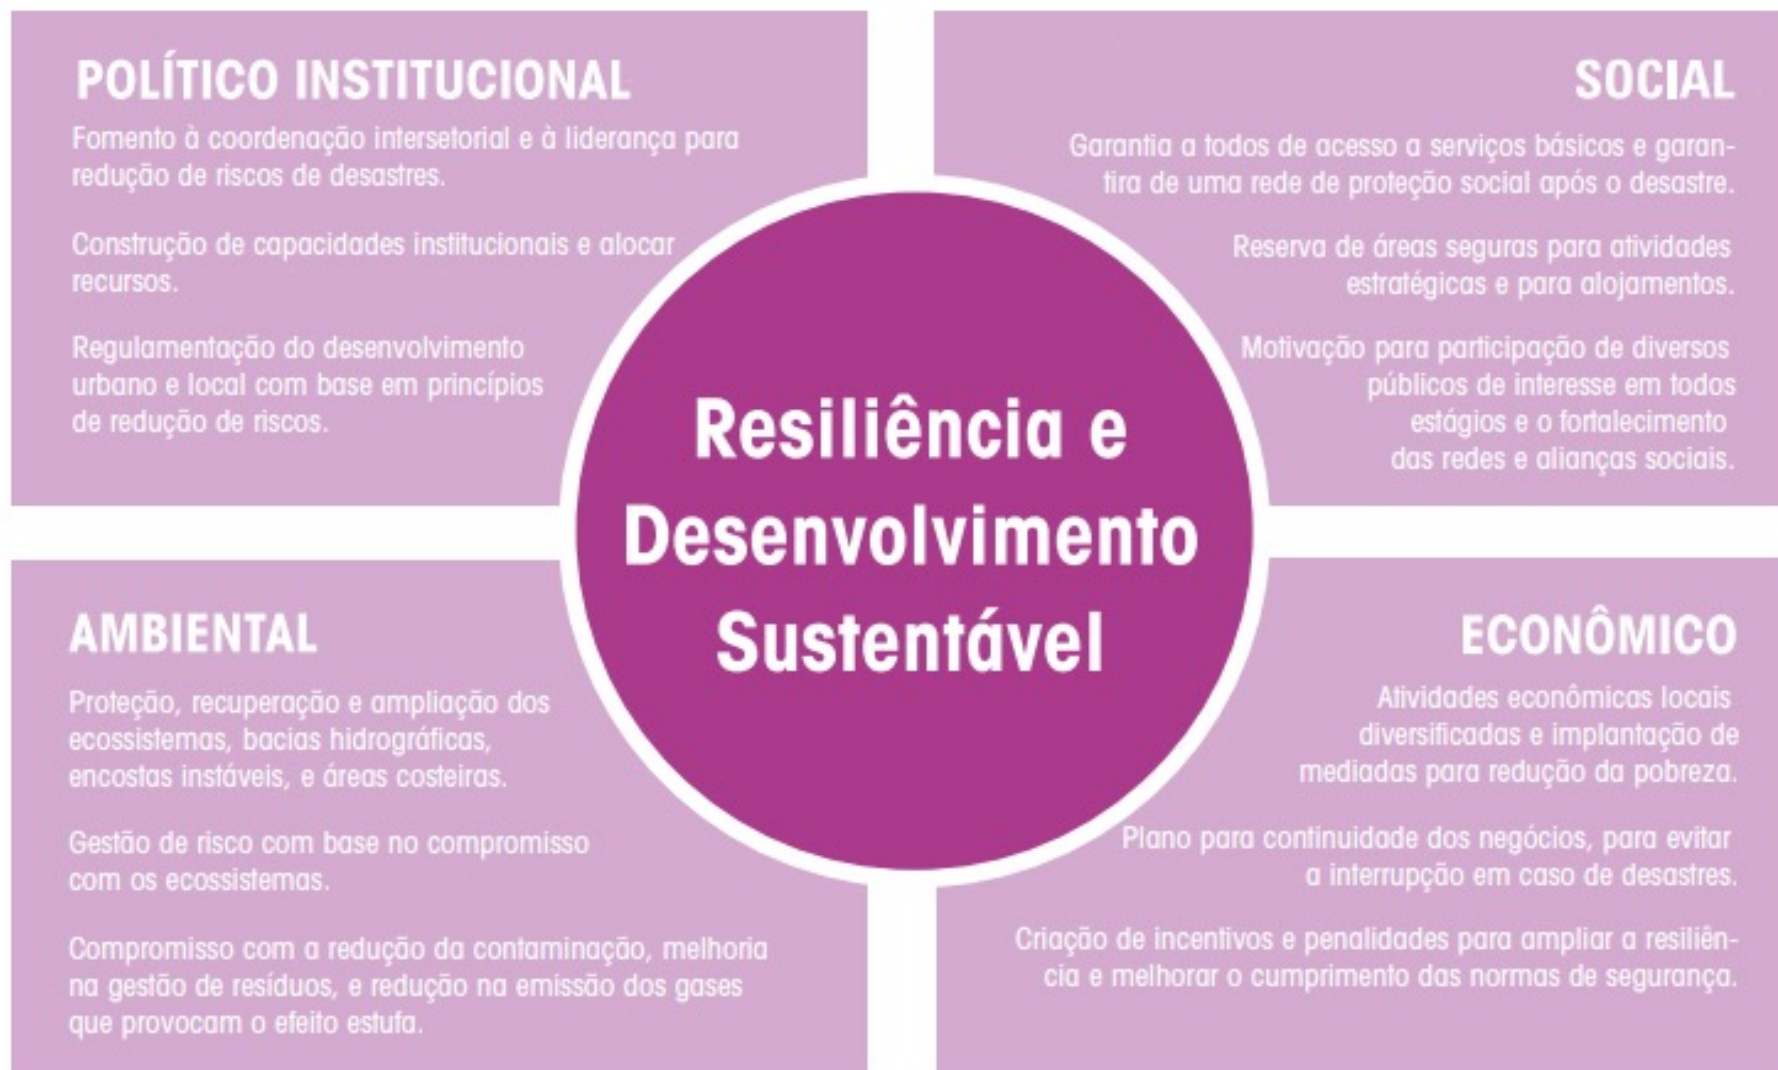 POLÍTICO INSTITUCIONAL
Fomento à coordenação intersetorial e à liderança para
redução de riscos de desastres.
Construção de capacidades institucionais e alocar
recursos.
Regulamentação do desenvolvimento
urbano e local com base em princípios
de redução de riscos.
SOCIAL
Garantia a todos de acesso a serviços básicos e garan-
tira de uma rede de proteção social após o desastre.
Reserva de áreas seguras para atividades
estratégicas e para alojamentos.
Motivação para participação de diversos
públicos de interesse em todos
estágios e o fortalecimento
das redes e alianças sociais.
Resiliência e
Desenvolvimento
Sustentável
AMBIENTAL
Proteção, recuperação e ampliação dos
ecossistemas, bacias hidrográficas,
encostas instáveis, e áreas costeiras.
Gestão de risco com base no compromisso
com os ecossistemas.
Compromisso com a redução da contaminação, melhoria
na gestão de resíduos, e redução na emissão dos gases
que provocam o efeito estufa.
ECONÔMICO
Atividades econômicas locais
diversificadas e implantação de
mediadas para redução da pobreza.
Plano para continuidade dos negócios, para evitar
a interrupção em caso de desastres.
Criação de incentivos e penalidades para ampliar a resiliên-
cia e melhorar o cumprimento das normas de segurança.